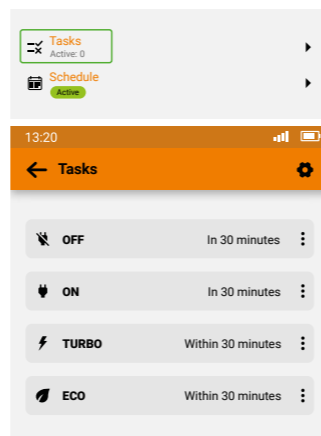 Tasks
Active: 0
Schedule
Active
13:20
Tasks
OFF In 30 minutes
ON In 30 minutes
TURBO Within 30 minutes
ECO Within 30 minutes